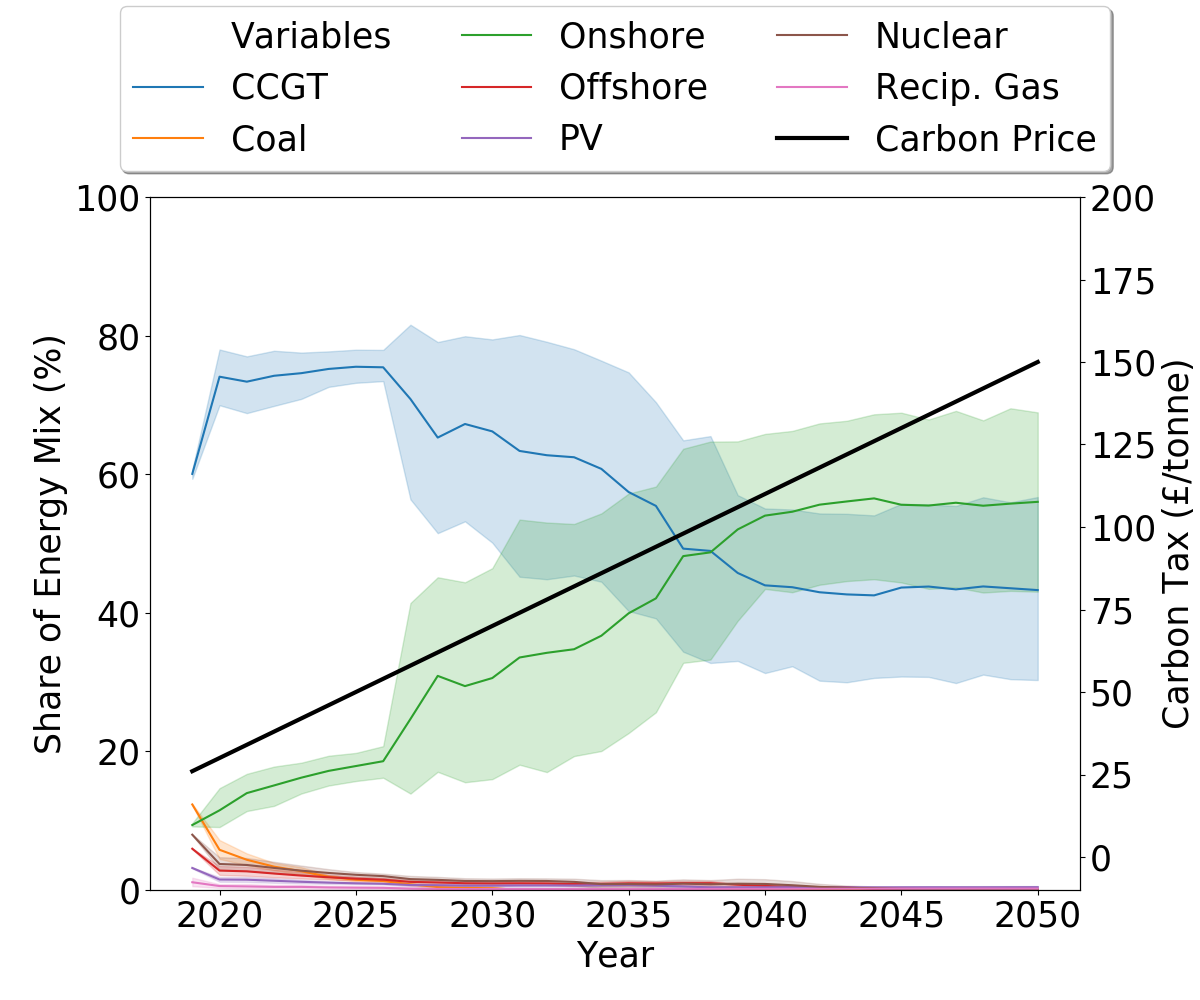 Variables
CCGT
Coal
Onshore
Offshore
PV
Nuclear
Recip. Gas
Carbon Price
100
80
60
40
20
0
Share of Energy Mix (%)
200
175
150
125
100
75
50
25
0
Carbon Tax (£/tonne)
2020 2025 2030 2035 2040 2045 2050
Year